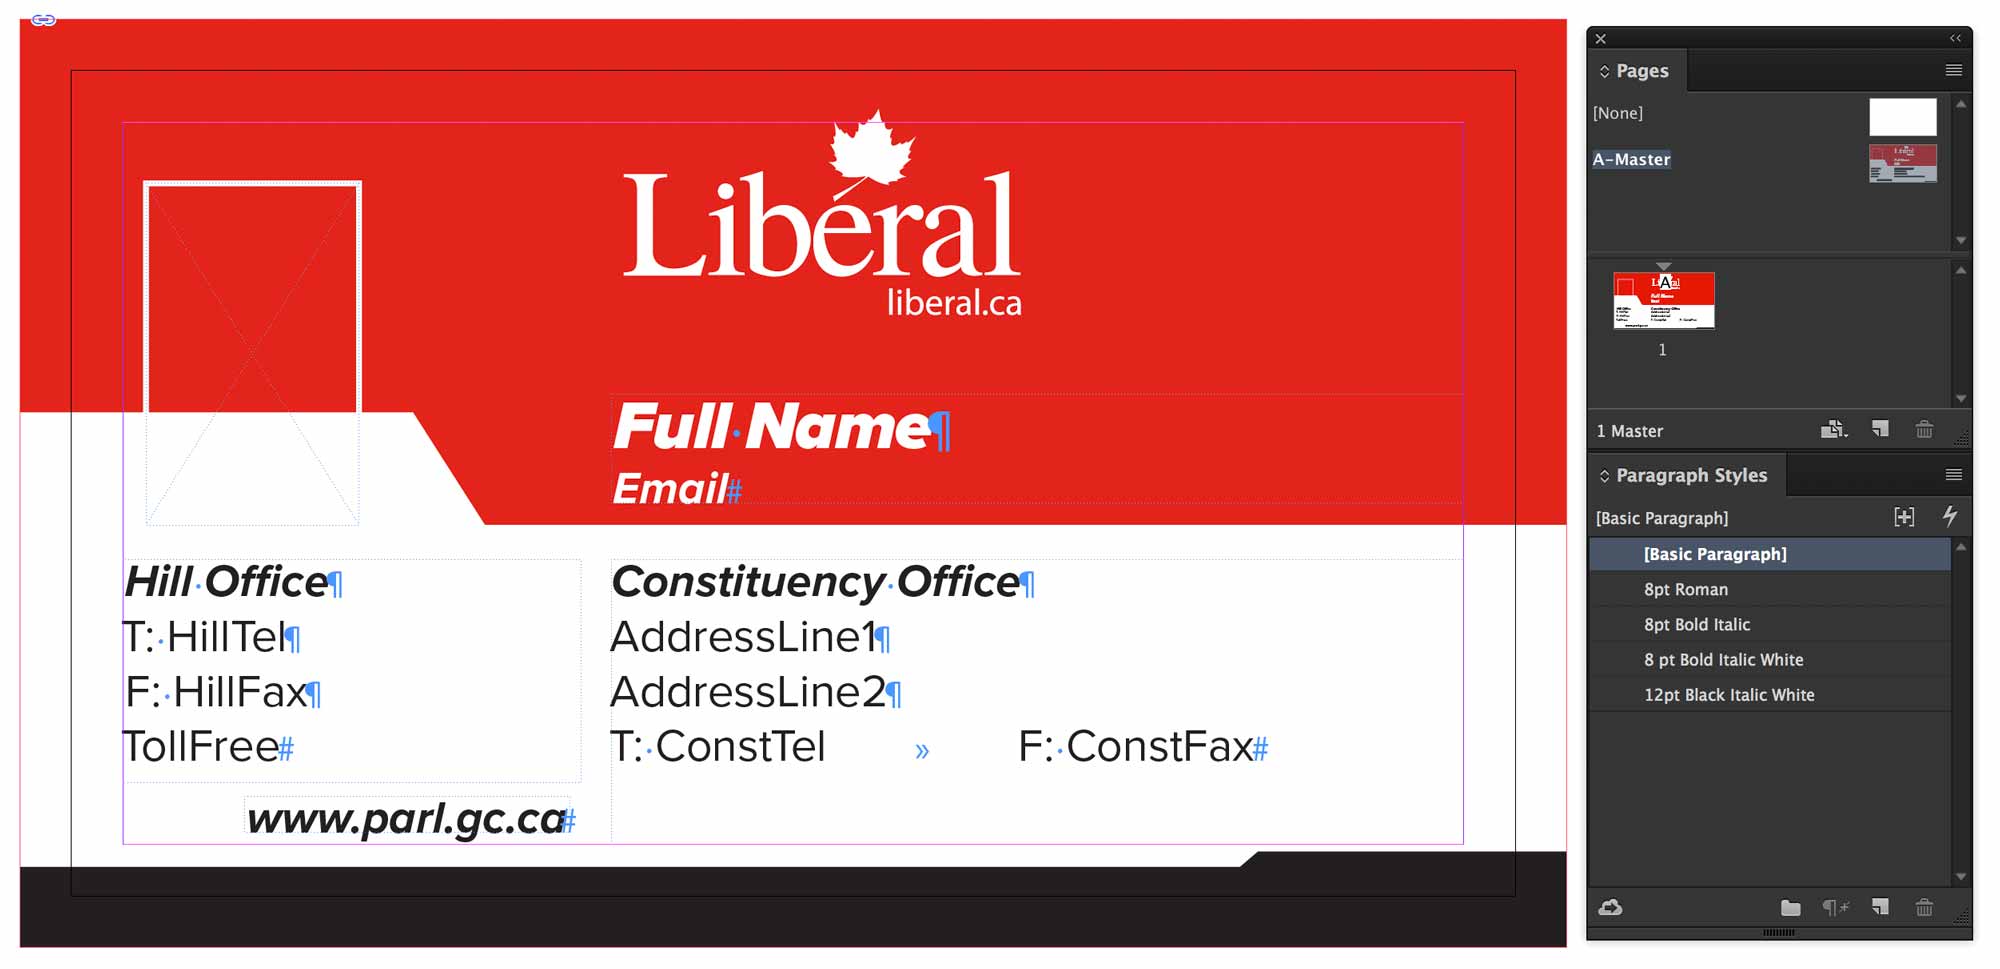 Libéral
liberal.ca
Full Name¶
Email#
Hill Office¶
T: HillTel¶
F: HillFax¶
TollFree#
www.parl.gc.ca#
Constituency Office¶
AddressLine1¶
AddressLine2¶
T: ConstTel » F: ConstFax#
Pages
[None]
A-Master
A
1
1 Master
Paragraph Styles
[Basic Paragraph]
[Basic Paragraph]
8pt Roman
8pt Bold Italic
8 pt Bold Italic White
12pt Black Italic White